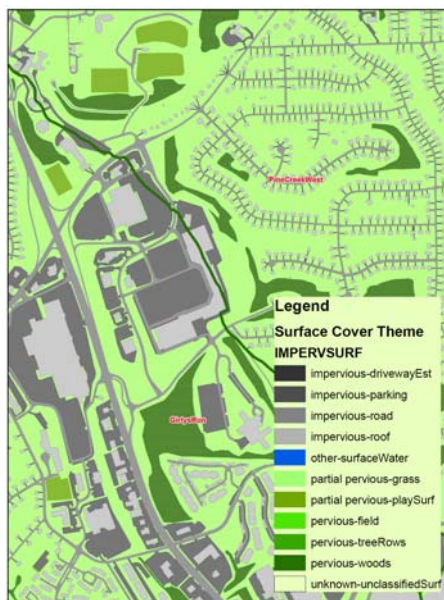 PineCreekWest
Legend
Surface Cover Theme
IMPERVSURF
impervious-drivewayEst
impervious-parking
impervious-road
impervious-roof
other-surfaceWater
partial pervious-grass
partial pervious-playSurf
pervious-field
pervious-treeRows
pervious-woods
unknown-unclassifiedSurf
GirtysRun